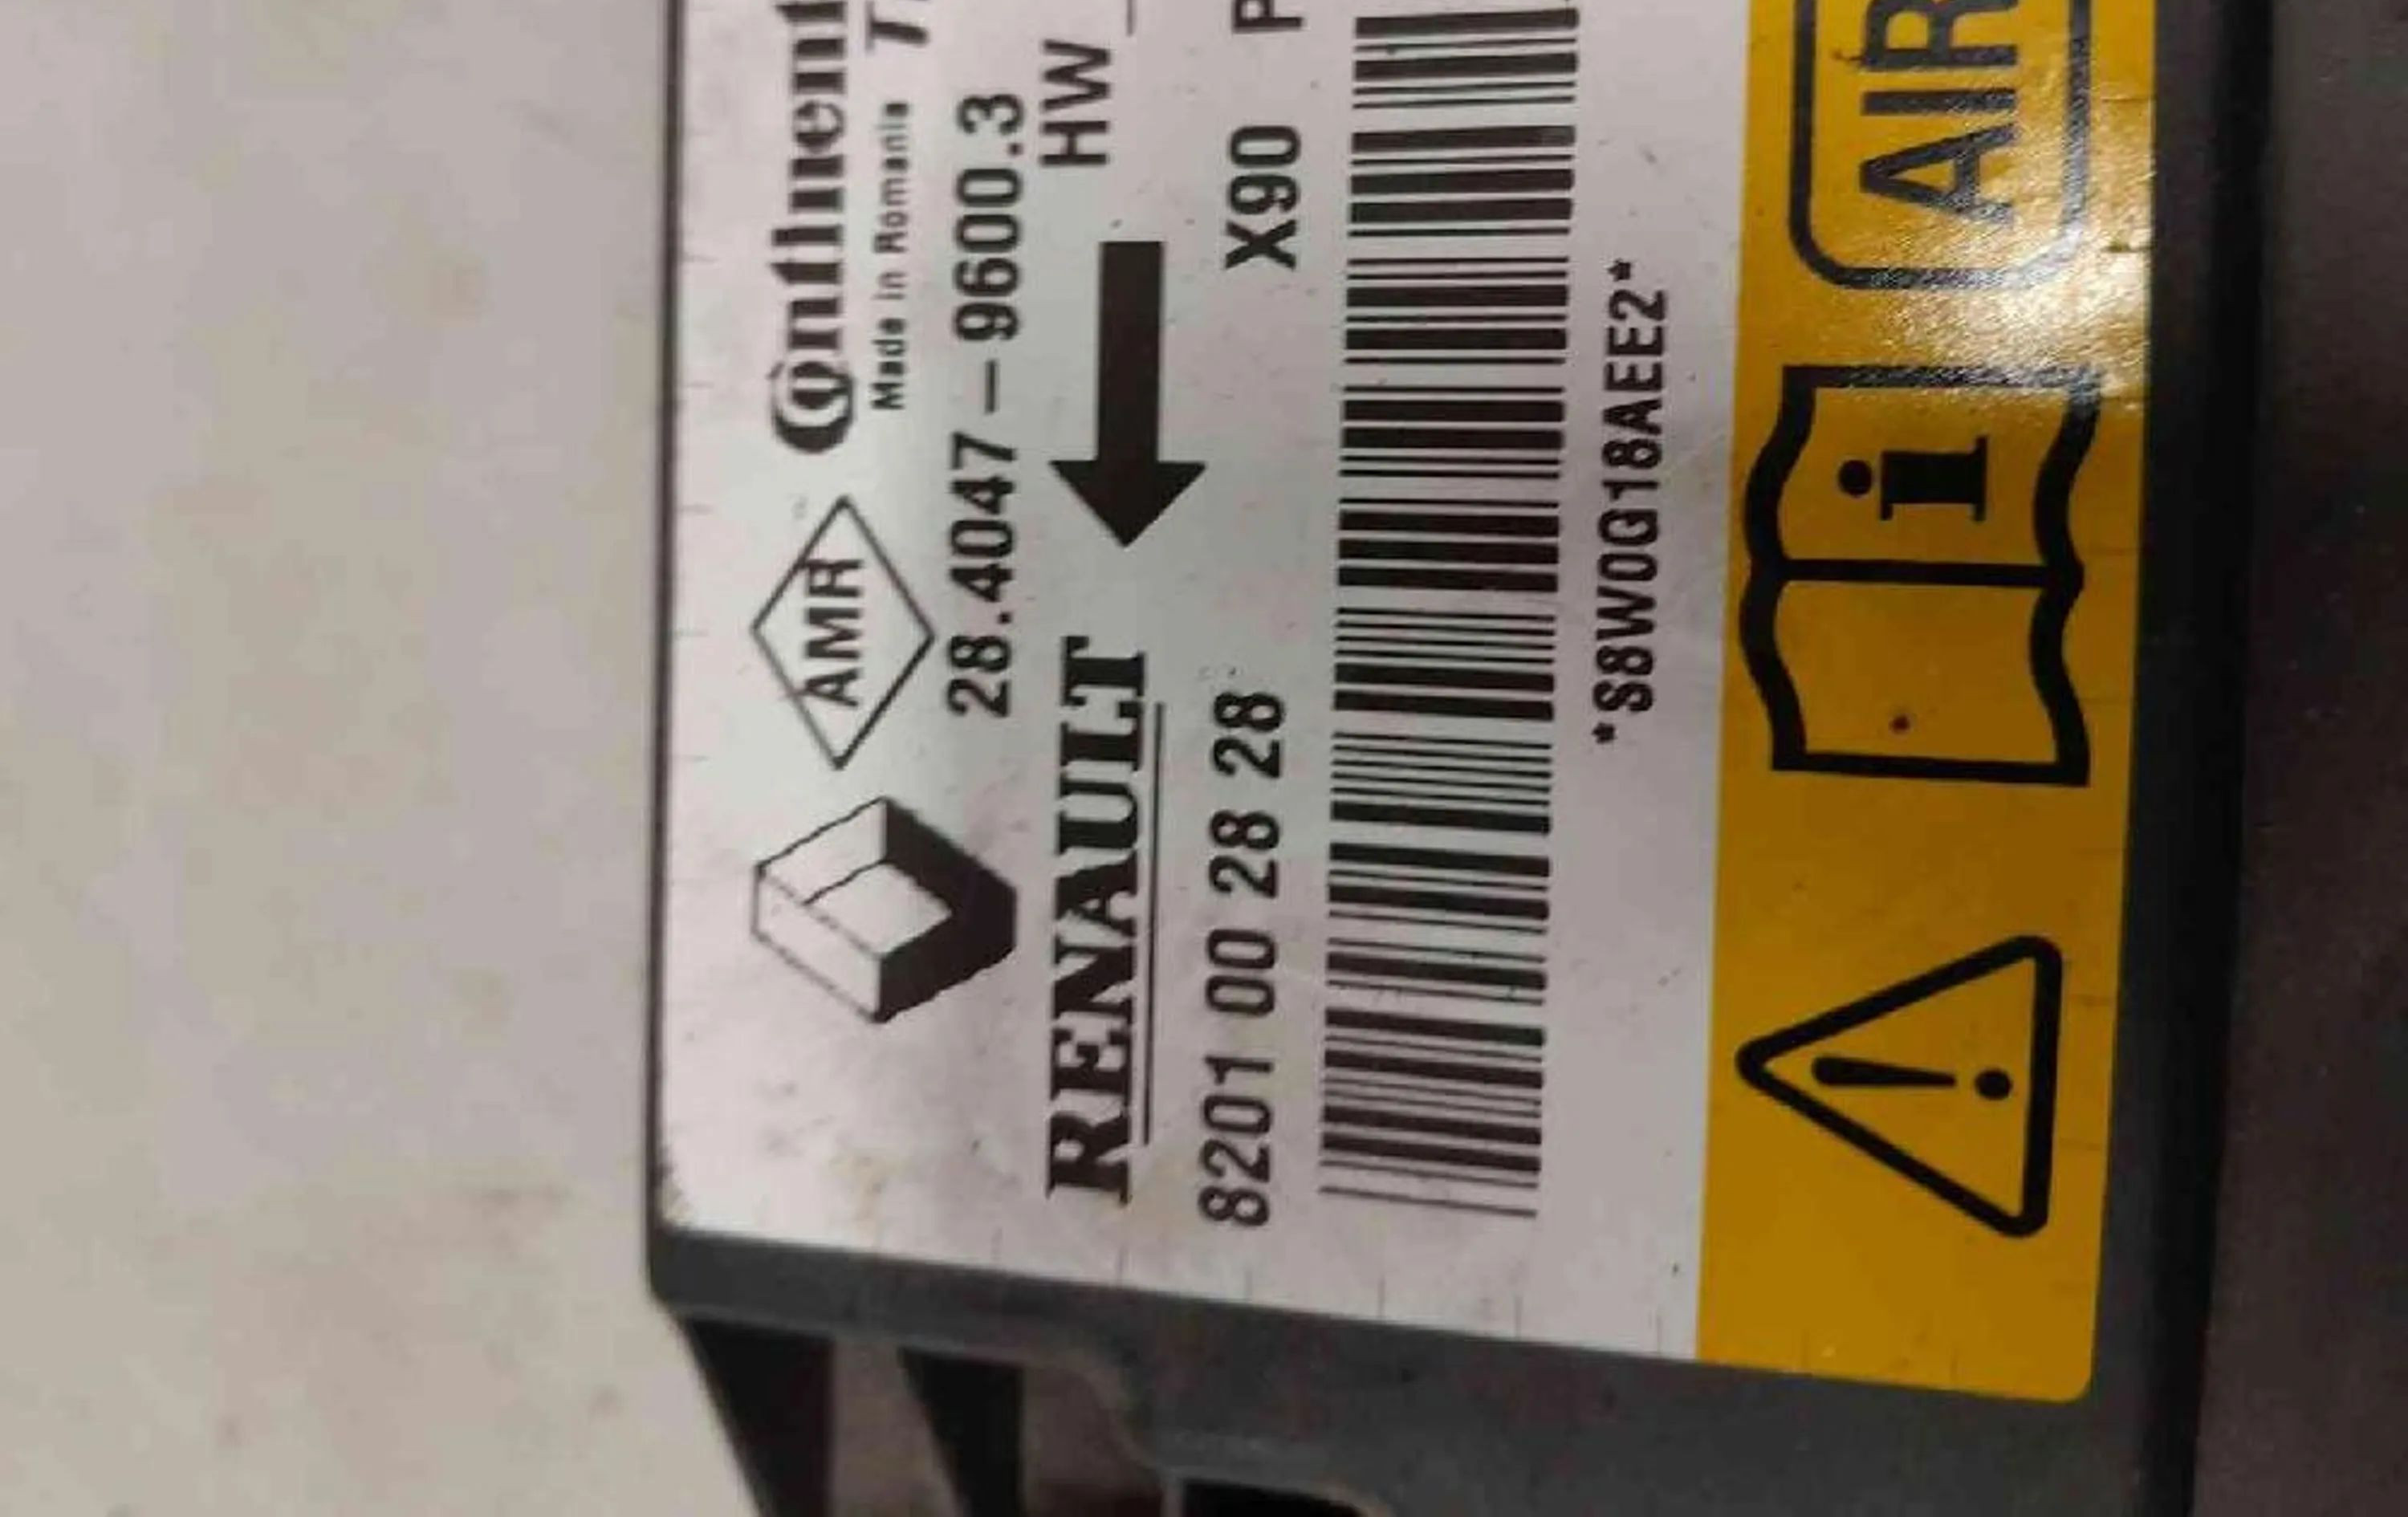 AMR Continent
Made in Romania
28.4047-9600.3
RENAULT HW
8201 00 28 28 X90 P
*S8W0G18AEE2*
i AIR